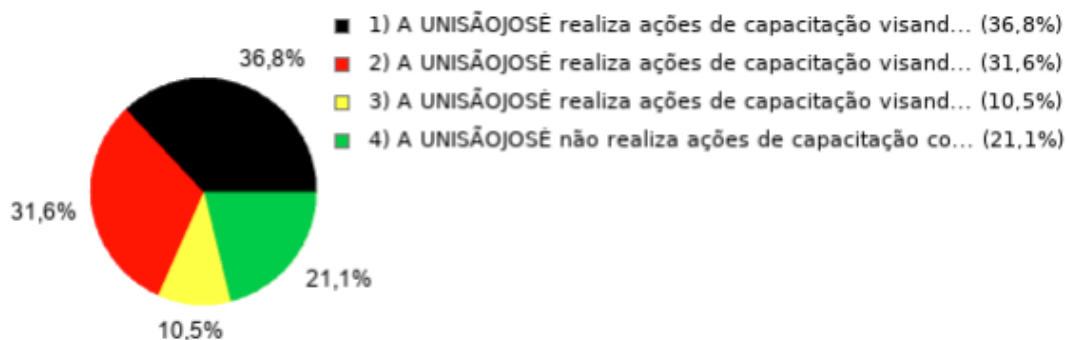 1) A UNISÃOJOSÉ realiza ações de capacitação visand... (36,8%)
36,8%
2) A UNISÃOJOSÉ realiza ações de capacitação visand... (31,6%)
3) A UNISÃOJOSÉ realiza ações de capacitação visand... (10,5%)
4) A UNISÃOJOSÉ não realiza ações de capacitação co... (21,1%)
31,6%
21,1%
10,5%